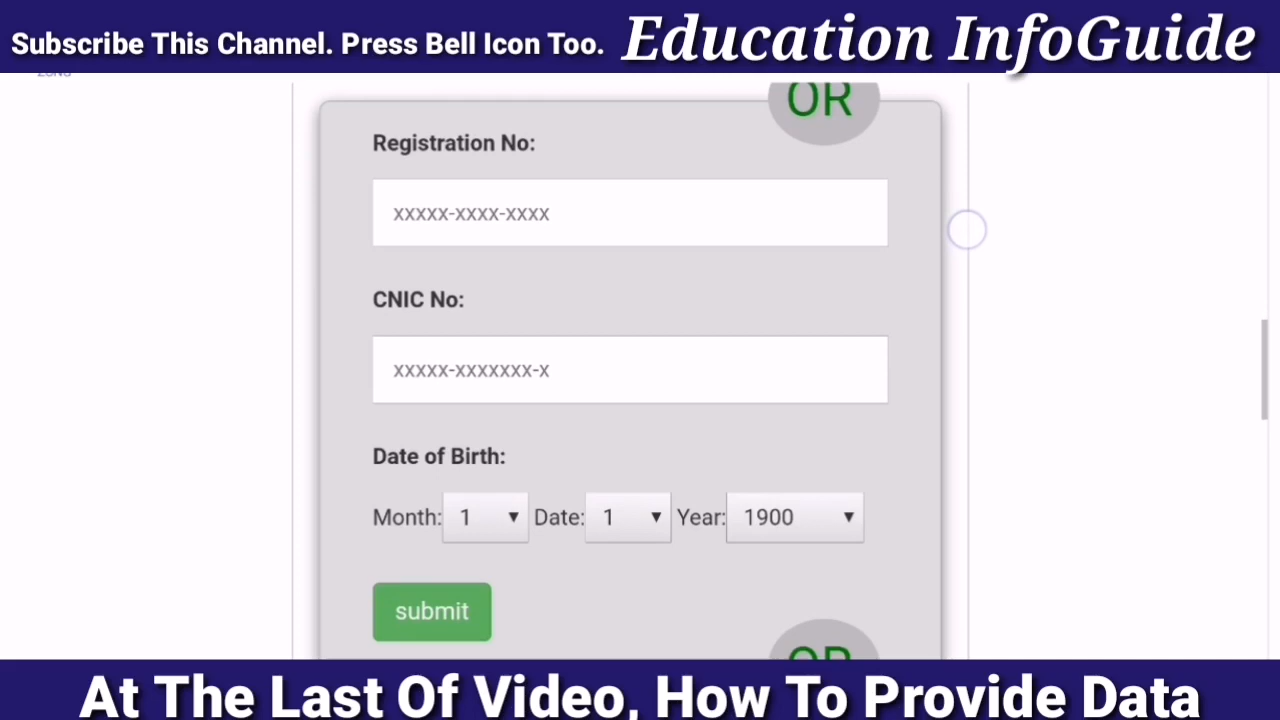 Subscribe This Channel. Press Bell Icon Too. Education InfoGuide
OR
Registration No:
xxxxx-xxxx-xxxx
CNIC No:
xxxxx-xxxxxxx-x
Date of Birth:
Month: 1 ▼ Date: 1 ▼ Year: 1900 ▼
submit
OR
At The Last Of Video, How To Provide Data